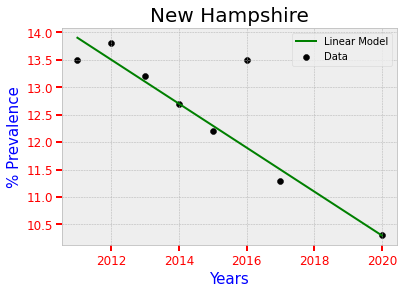 New Hampshire
14.0
13.5
13.0
12.5
12.0
11.5
11.0
10.5
% Prevalence
Linear Model
Data
2012 2014 2016 2018 2020
Years